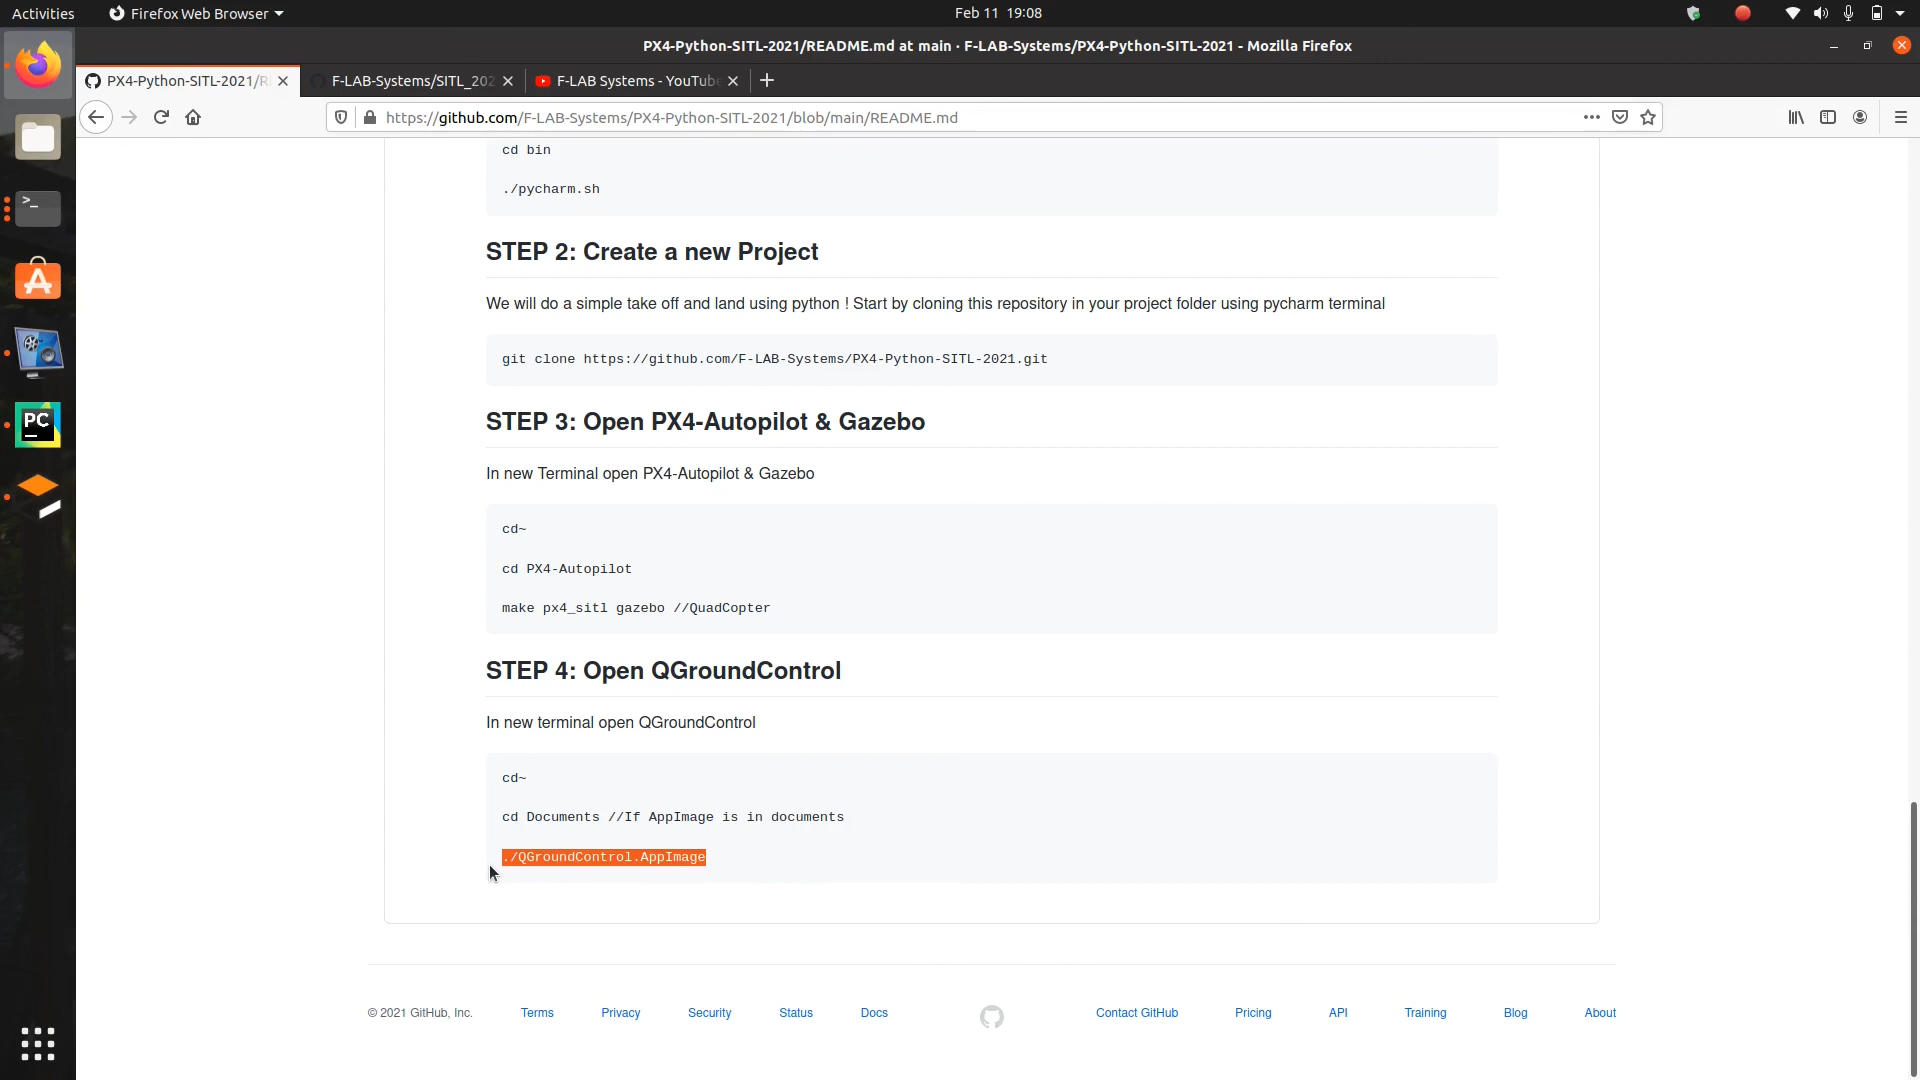 Activities
Firefox Web Browser
Feb 11 19:08
PX4-Python-SITL-2021/README.md at main · F-LAB-Systems/PX4-Python-SITL-2021 - Mozilla Firefox
PX4-Python-SITL-2021/R
F-LAB-Systems/SITL_202
F-LAB Systems - YouTube
https://github.com/F-LAB-Systems/PX4-Python-SITL-2021/blob/main/README.md
cd bin
./pycharm.sh
STEP 2: Create a new Project
We will do a simple take off and land using python ! Start by cloning this repository in your project folder using pycharm terminal
git clone https://github.com/F-LAB-Systems/PX4-Python-SITL-2021.git
STEP 3: Open PX4-Autopilot & Gazebo
In new Terminal open PX4-Autopilot & Gazebo
cd~
cd PX4-Autopilot
make px4_sitl gazebo //QuadCopter
STEP 4: Open QGroundControl
In new terminal open QGroundControl
cd~
cd Documents //If AppImage is in documents
./QGroundControl.AppImage
© 2021 GitHub, Inc.
Terms
Privacy
Security
Status
Docs
Contact GitHub
Pricing
API
Training
Blog
About
PC